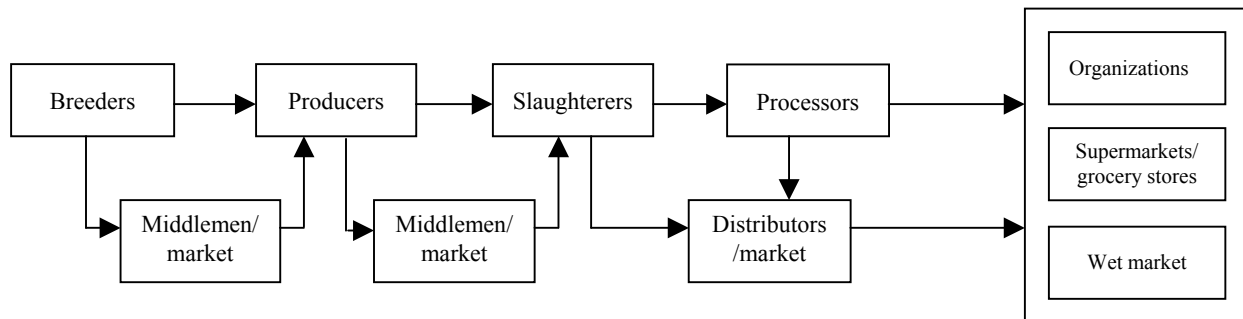 Organizations
Breeders
Producers
Slaughterers
Processors
Supermarkets/
grocery stores
Middlemen/
market
Middlemen/
market
Distributors
/market
Wet market